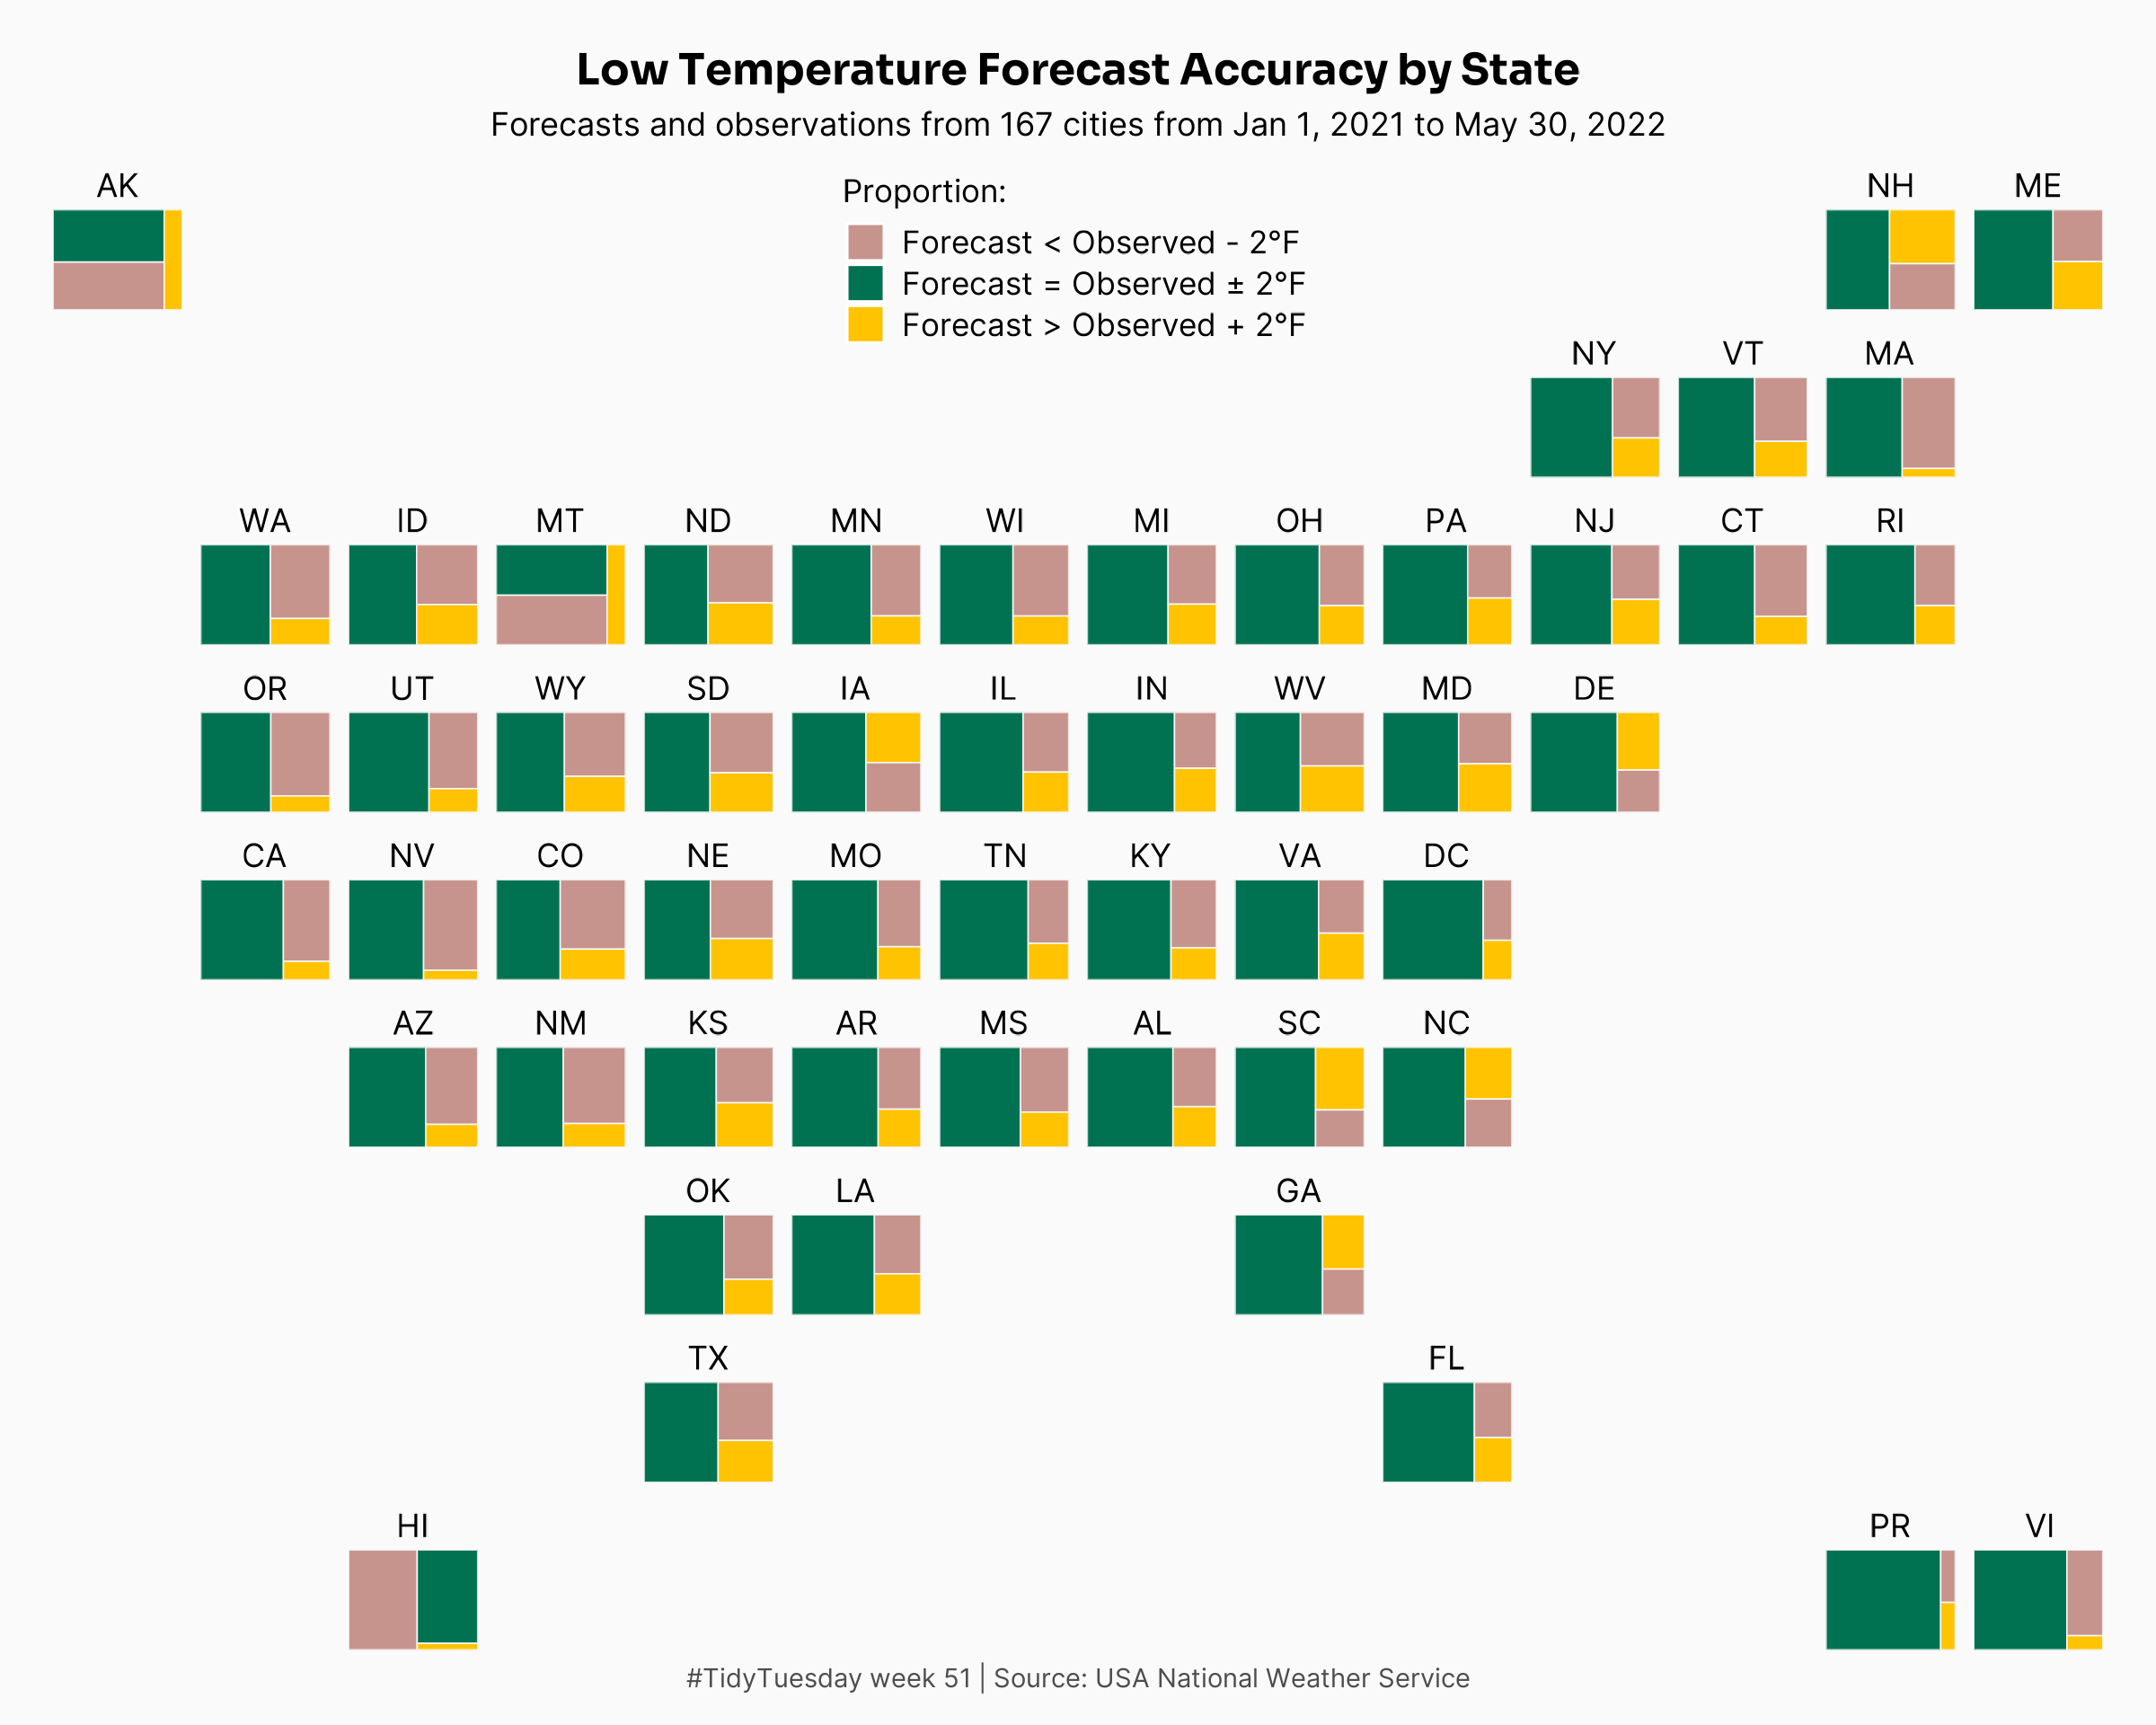 Low Temperature Forecast Accuracy by State
Forecasts and observations from 167 cities from Jan 1, 2021 to May 30, 2022
Proportion:
Forecast < Observed - 2°F
Forecast = Observed ± 2°F
Forecast > Observed + 2°F
AK NH ME
NY VT MA
WA ID MT ND MN WI MI OH PA NJ CT RI
OR UT WY SD IA IL IN WV MD DE
CA NV CO NE MO TN KY VA DC
AZ NM KS AR MS AL SC NC
OK LA GA
TX FL
HI PR VI
#TidyTuesday week 51 | Source: USA National Weather Service